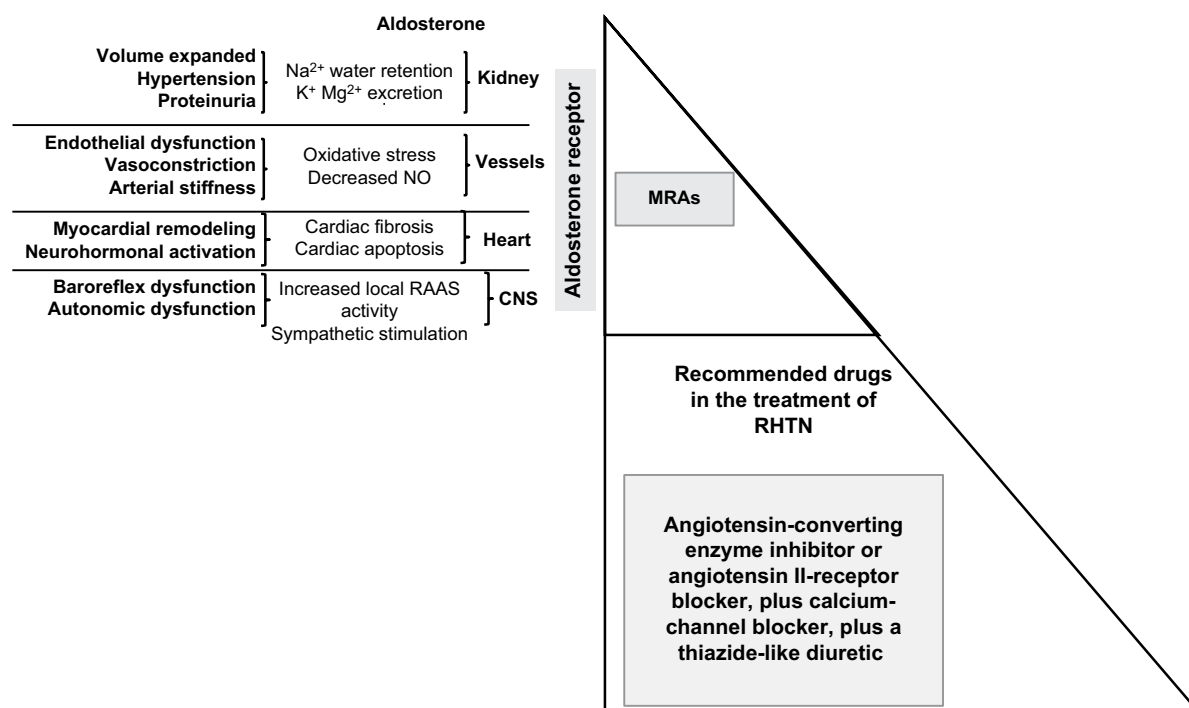 Aldosterone
Volume expanded
Hypertension
Proteinuria
Na²⁺ water retention
K⁺ Mg²⁺ excretion
Kidney
Endothelial dysfunction
Vasoconstriction
Arterial stiffness
Oxidative stress
Decreased NO
Vessels
Myocardial remodeling
Neurohormonal activation
Cardiac fibrosis
Cardiac apoptosis
Heart
Baroreflex dysfunction
Autonomic dysfunction
Increased local RAAS
activity
Sympathetic stimulation
CNS
Aldosterone receptor
MRAs
Recommended drugs
in the treatment of
RHTN
Angiotensin-converting
enzyme inhibitor or
angiotensin II-receptor
blocker, plus calcium-
channel blocker, plus a
thiazide-like diuretic